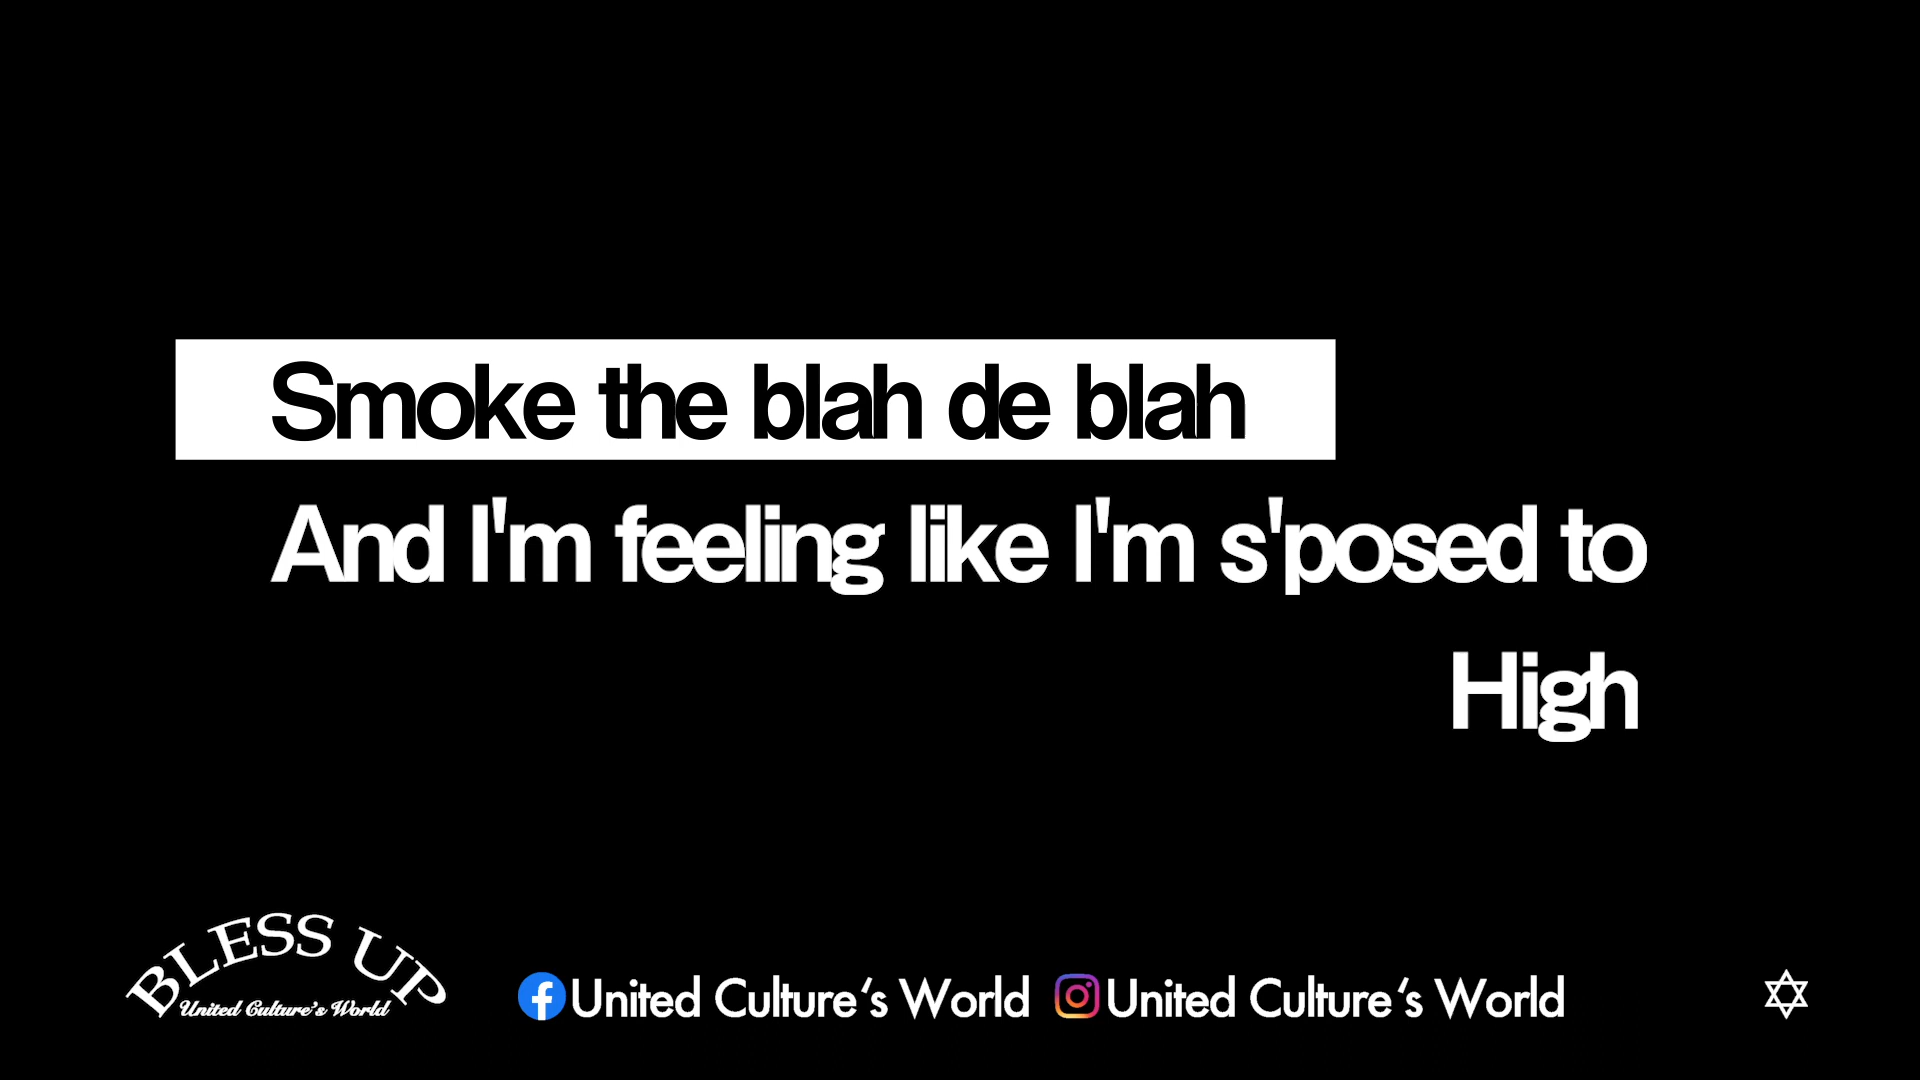 Smoke the blah de blah
And I'm feeling like I'm s'posed to
High
BLESS UP
United Culture's World
United Culture‘s World
United Culture‘s World